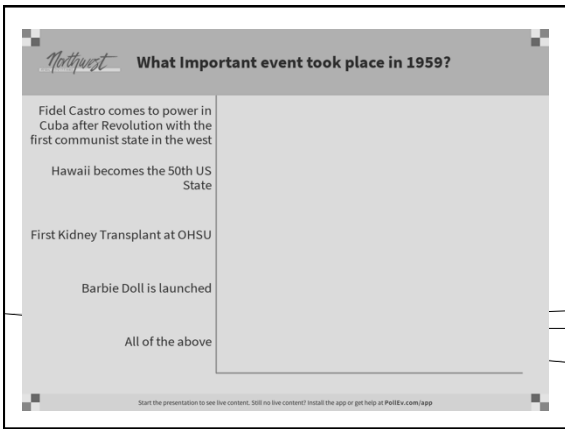 Northwest
What Important event took place in 1959?
Fidel Castro comes to power in
Cuba after Revolution with the
first communist state in the west
Hawaii becomes the 50th US
State
First Kidney Transplant at OHSU
Barbie Doll is launched
All of the above
Start the presentation to see live content. Still no live content? Install the app or get help at PollEv.com/app